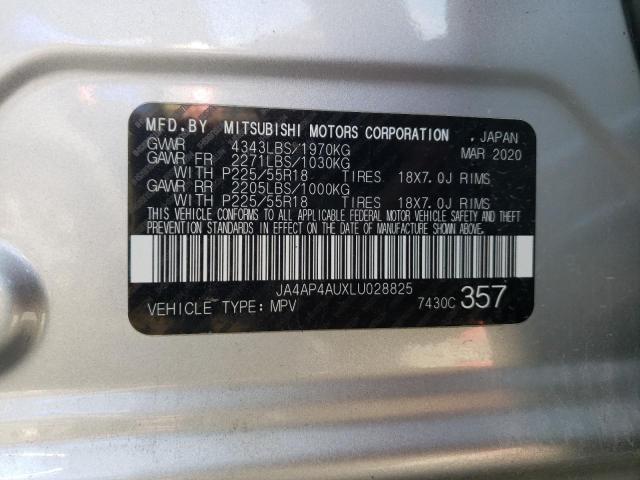 MFD.BY MITSUBISHI MOTORS CORPORATION , JAPAN
GVWR 4343LBS/1970KG MAR 2020
GAWR FR 2271LBS/1030KG
WITH P225/55R18 TIRES 18X7.0J RIMS
GAWR RR 2205LBS/1000KG
WITH P225/55R18 TIRES 18X7.0J RIMS
THIS VEHICLE CONFORMS TO ALL APPLICABLE FEDERAL MOTOR VEHICLE SAFETY AND THEFT
PREVENTION STANDARDS IN EFFECT ON THE DATE OF MANUFACTURE SHOWN ABOVE.
JA4AP4AUXLU028825
VEHICLE TYPE: MPV 7430C 357